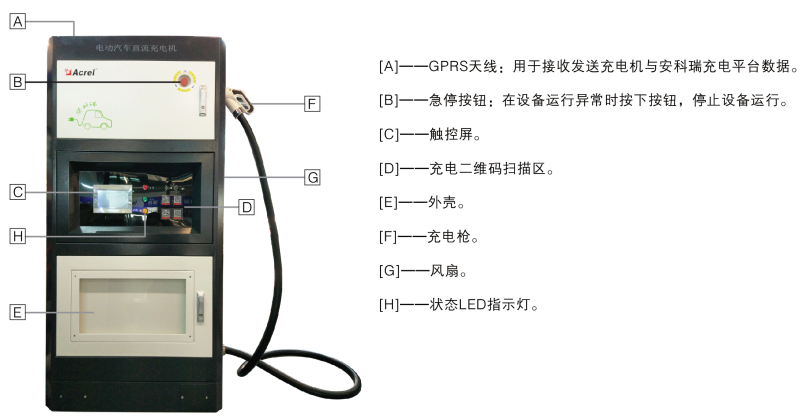 A
电动汽车直流充电机
Acrel
B
F
G
C
D
H
E
[A]——GPRS天线：用于接收发送充电机与安科瑞充电平台数据。
[B]——急停按钮：在设备运行异常时按下按钮，停止设备运行。
[C]——触控屏。
[D]——充电二维码扫描区。
[E]——外壳。
[F]——充电枪。
[G]——风扇。
[H]——状态LED指示灯。